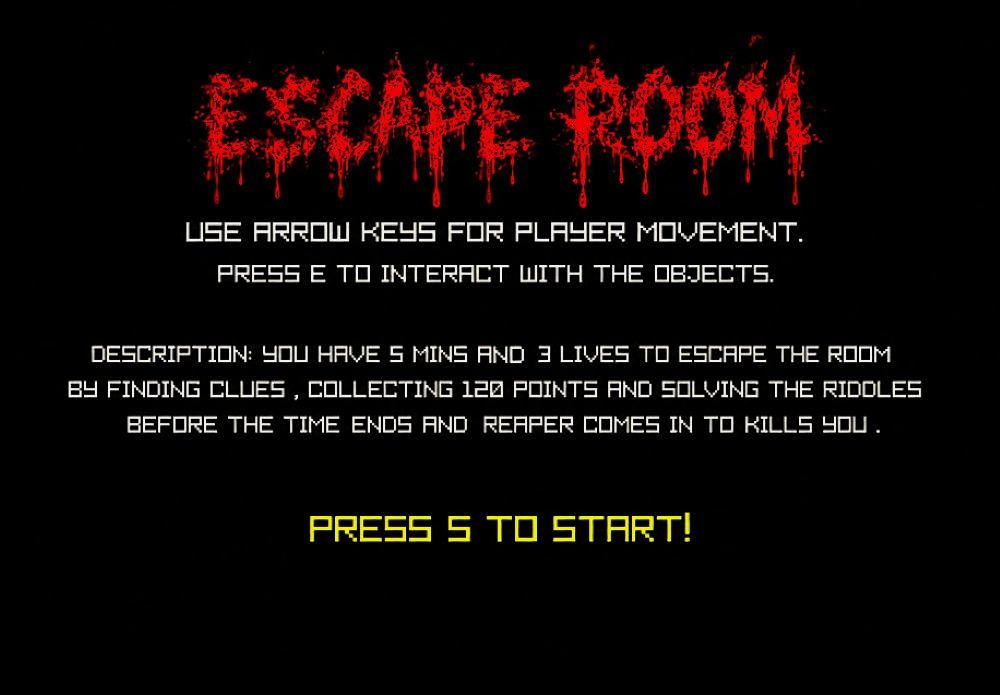 ESCAPE ROOM
USE ARROW KEYS FOR PLAYER MOVEMENT.
PRESS E TO INTERACT WITH THE OBJECTS.
DESCRIPTION: YOU HAVE 5 MINS AND 3 LIVES TO ESCAPE THE ROOM
BY FINDING CLUES , COLLECTING 120 POINTS AND SOLVING THE RIDDLES
BEFORE THE TIME ENDS AND REAPER COMES IN TO KILLS YOU .
PRESS S TO START!